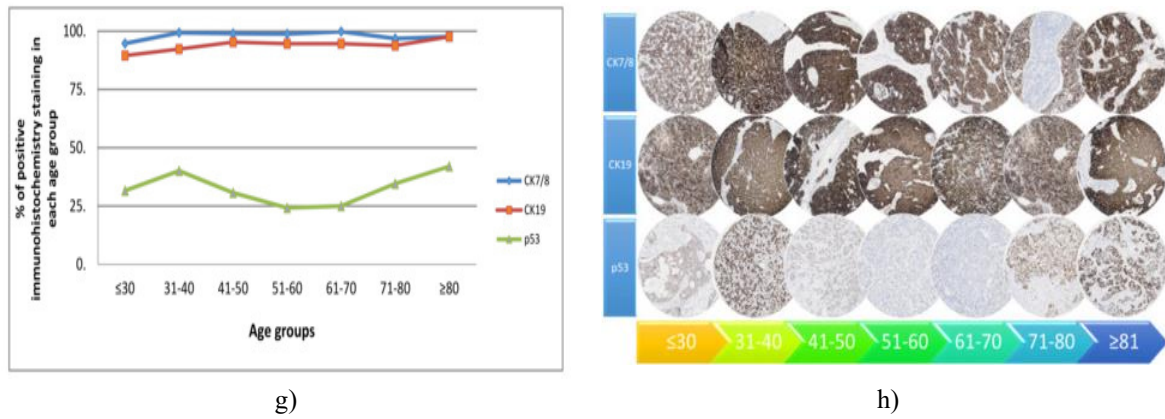 % of positive
immunohistochemistry staining in
each age group
100.
75.
50.
25.
0.
≤30 31-40 41-50 51-60 61-70 71-80 ≥80
Age groups
CK7/8
CK19
p53
g)
CK7/8
CK19
p53
≤30 31-40 41-50 51-60 61-70 71-80 ≥81
h)